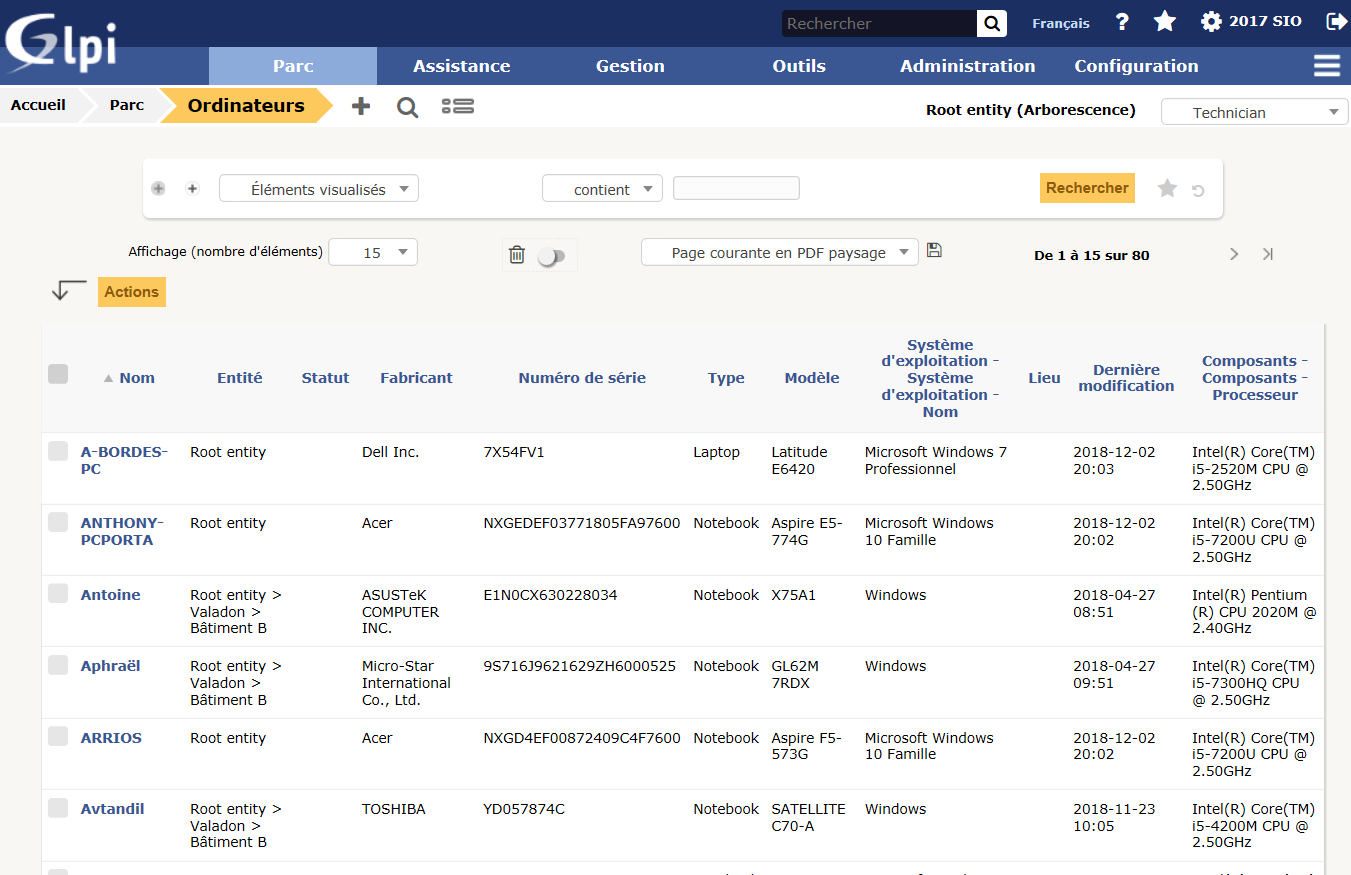 Glpi
Rechercher
Français
?
2017 SIO
Parc
Assistance
Gestion
Outils
Administration
Configuration
Accueil
Parc
Ordinateurs
Root entity (Arborescence)
Technician
Éléments visualisés
contient
Rechercher
Affichage (nombre d'éléments)
15
Page courante en PDF paysage
De 1 à 15 sur 80
Actions
Nom
Entité
Statut
Fabricant
Numéro de série
Type
Modèle
Système
d'exploitation -
Système
d'exploitation -
Nom
Lieu
Dernière
modification
Composants -
Composants -
Processeur
A-BORDES-
PC
Root entity
Dell Inc.
7X54FV1
Laptop
Latitude
E6420
Microsoft Windows 7
Professionnel
2018-12-02
20:03
Intel(R) Core(TM)
i5-2520M CPU @
2.50GHz
ANTHONY-
PCPORTA
Root entity
Acer
NXGEDEF03771805FA97600
Notebook
Aspire E5-
774G
Microsoft Windows
10 Famille
2018-12-02
20:02
Intel(R) Core(TM)
i5-7200U CPU @
2.50GHz
Antoine
Root entity >
Valadon >
Bâtiment B
ASUSTeK
COMPUTER
INC.
E1N0CX630228034
Notebook
X75A1
Windows
2018-04-27
08:51
Intel(R) Pentium
(R) CPU 2020M @
2.40GHz
Aphraël
Root entity >
Valadon >
Bâtiment B
Micro-Star
International
Co., Ltd.
9S716J9621629ZH6000525
Notebook
GL62M
7RDX
Windows
2018-04-27
09:51
Intel(R) Core(TM)
i5-7300HQ CPU
@ 2.50GHz
ARRIOS
Root entity
Acer
NXGD4EF00872409C4F7600
Notebook
Aspire F5-
573G
Microsoft Windows
10 Famille
2018-12-02
20:02
Intel(R) Core(TM)
i5-7200U CPU @
2.50GHz
Avtandil
Root entity >
Valadon >
Bâtiment B
TOSHIBA
YD057874C
Notebook
SATELLITE
C70-A
Windows
2018-11-23
10:05
Intel(R) Core(TM)
i5-4200M CPU @
2.50GHz